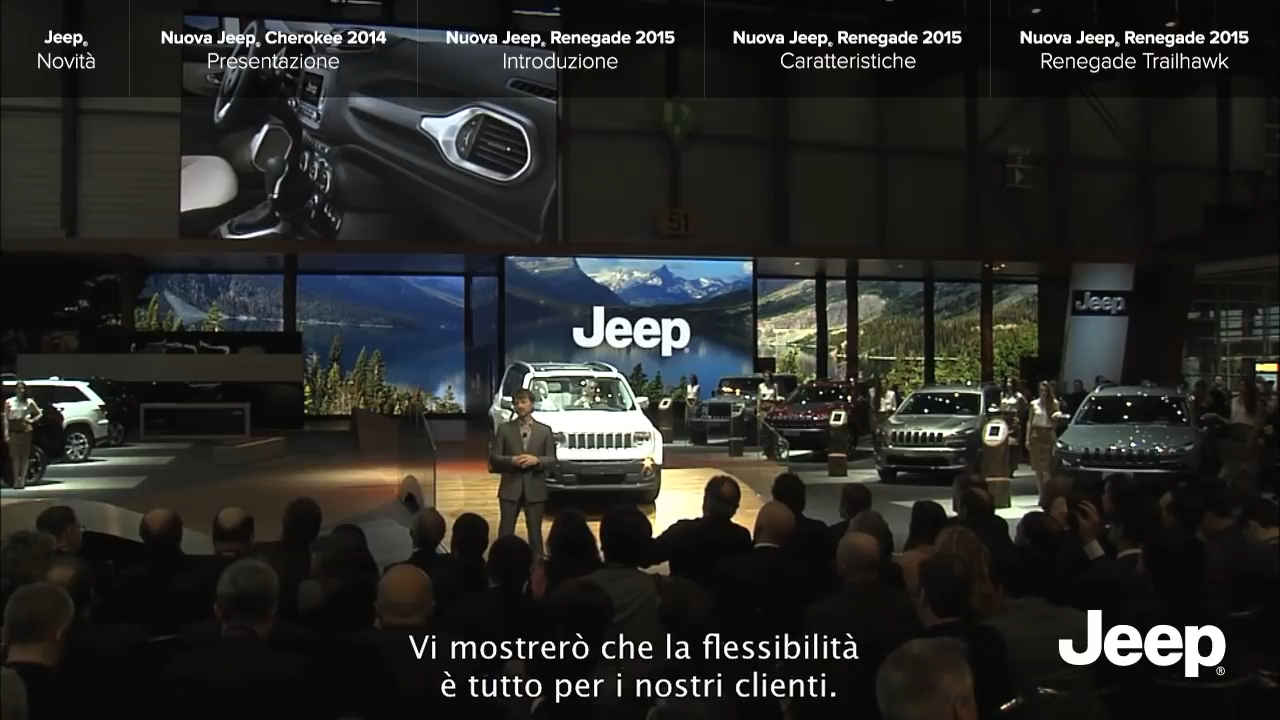 Jeep®
Novità
Nuova Jeep® Cherokee 2014
Presentazione
Nuova Jeep® Renegade 2015
Introduzione
Nuova Jeep® Renegade 2015
Caratteristiche
Nuova Jeep® Renegade 2015
Renegade Trailhawk
51
Jeep
Jeep
Vi mostrerò che la flessibilità
è tutto per i nostri clienti.
Jeep®